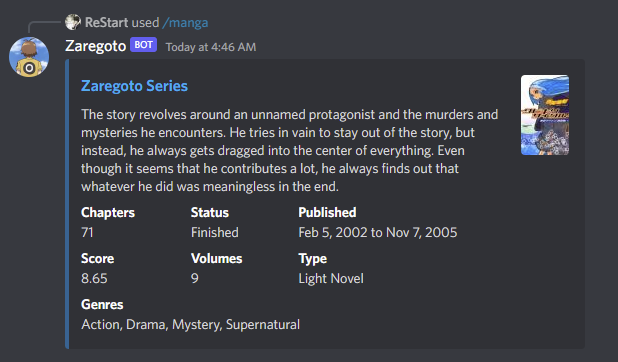 ReStart used /manga
Zaregoto BOT Today at 4:46 AM
Zaregoto Series
The story revolves around an unnamed protagonist and the murders and
mysteries he encounters. He tries in vain to stay out of the story, but
instead, he always gets dragged into the center of everything. Even
though it seems that he contributes a lot, he always finds out that
whatever he did was meaningless in the end.
Chapters Status Published
71 Finished Feb 5, 2002 to Nov 7, 2005
Score Volumes Type
8.65 9 Light Novel
Genres
Action, Drama, Mystery, Supernatural